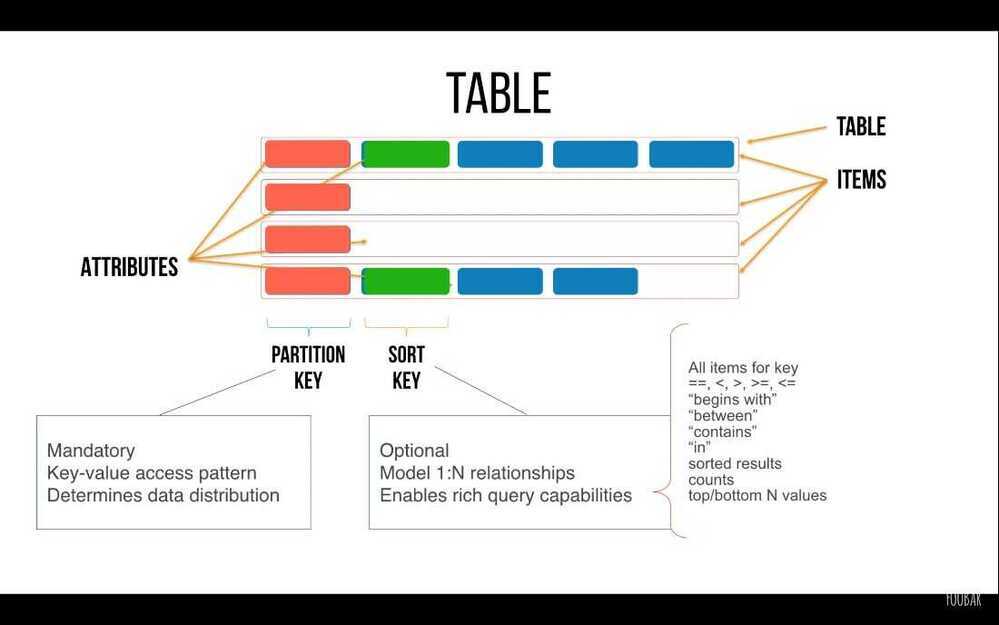 TABLE
TABLE
ITEMS
ATTRIBUTES
PARTITION
KEY
SORT
KEY
Mandatory
Key-value access pattern
Determines data distribution
Optional
Model 1:N relationships
Enables rich query capabilities
All items for key
==, <, >, >=, <=
“begins with”
“between”
“contains”
“in”
sorted results
counts
top/bottom N values
FOOBAR